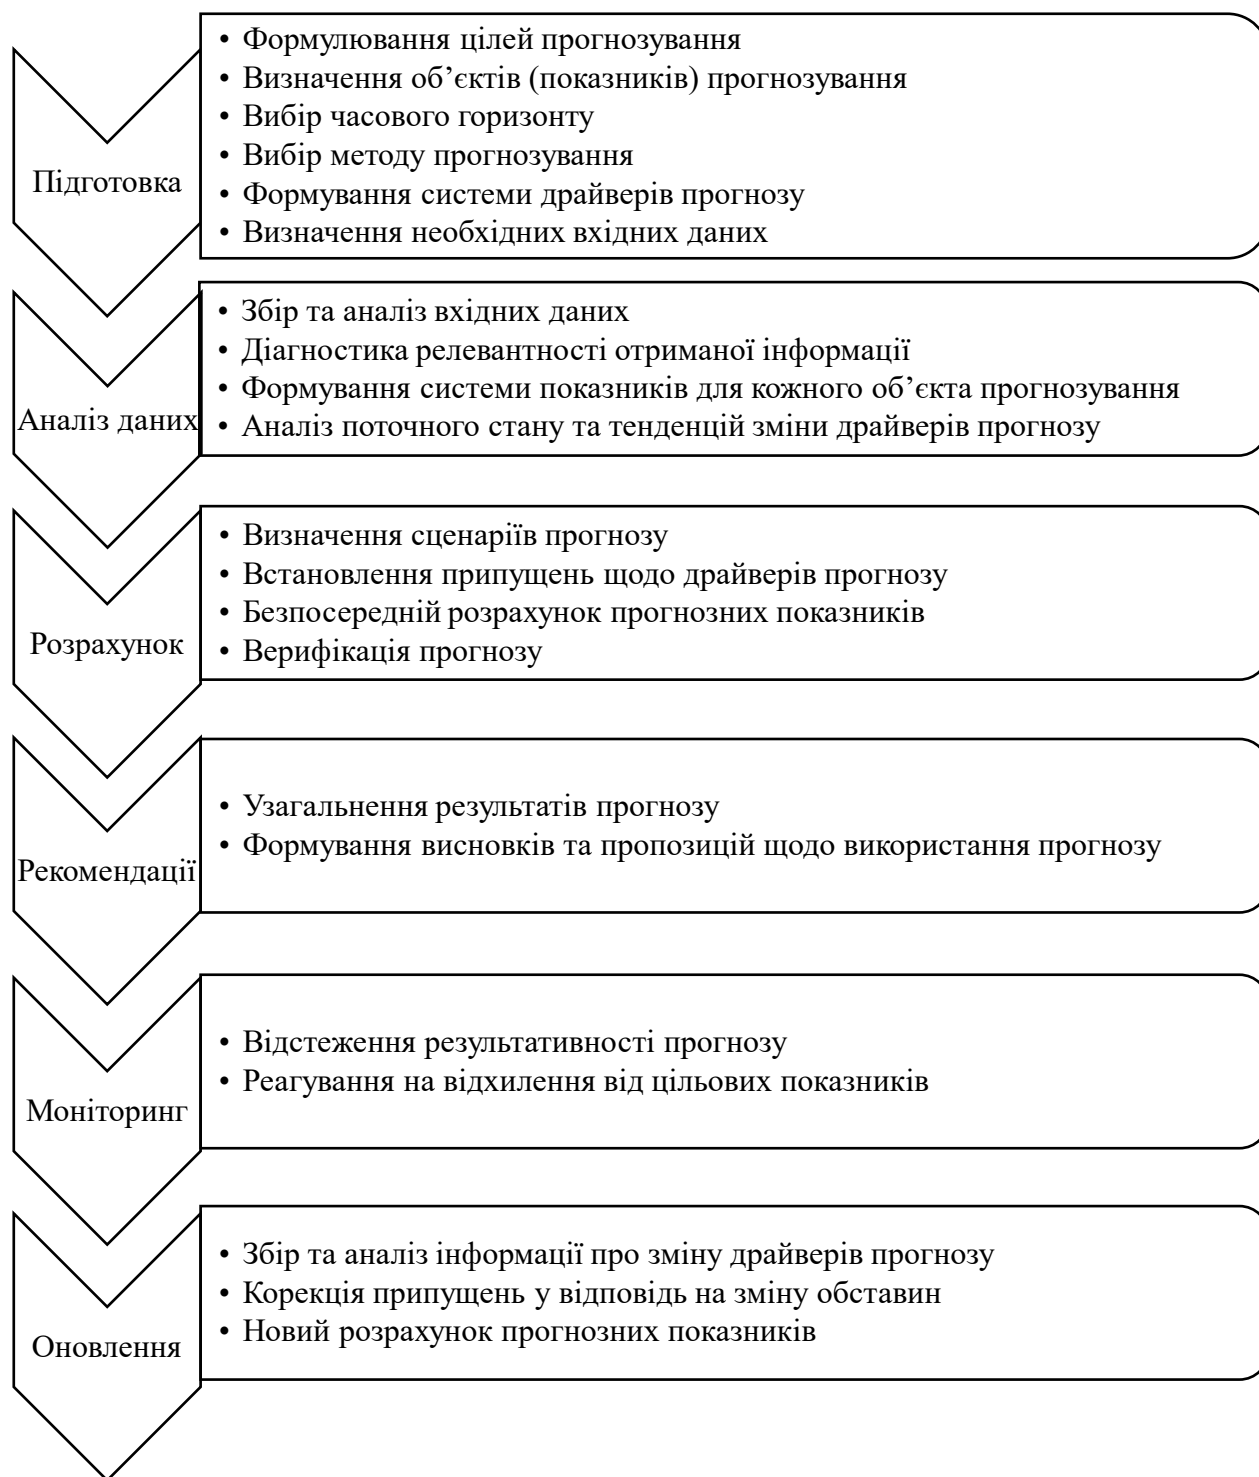 Підготовка
• Формулювання цілей прогнозування
• Визначення об’єктів (показників) прогнозування
• Вибір часового горизонту
• Вибір методу прогнозування
• Формування системи драйверів прогнозу
• Визначення необхідних вхідних даних
Аналіз даних
• Збір та аналіз вхідних даних
• Діагностика релевантності отриманої інформації
• Формування системи показників для кожного об’єкта прогнозування
• Аналіз поточного стану та тенденцій зміни драйверів прогнозу
Розрахунок
• Визначення сценаріїв прогнозу
• Встановлення припущень щодо драйверів прогнозу
• Безпосередній розрахунок прогнозних показників
• Верифікація прогнозу
Рекомендації
• Узагальнення результатів прогнозу
• Формування висновків та пропозицій щодо використання прогнозу
Моніторинг
• Відстеження результативності прогнозу
• Реагування на відхилення від цільових показників
Оновлення
• Збір та аналіз інформації про зміну драйверів прогнозу
• Корекція припущень у відповідь на зміну обставин
• Новий розрахунок прогнозних показників